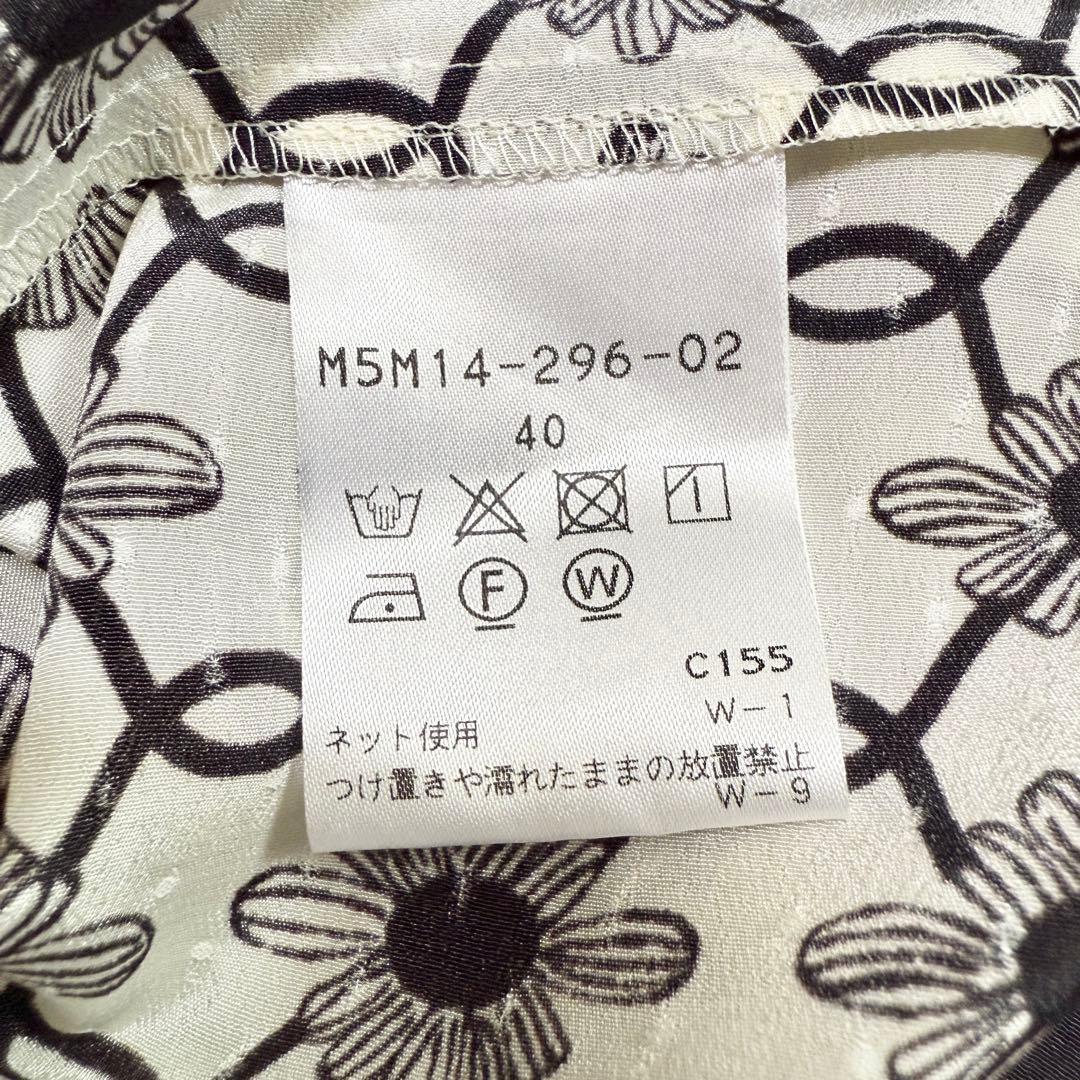 M5M14-296-02
40
F W
C155
W-1
ネット使用
つけ置きや濡れたままの放置禁止
W-9